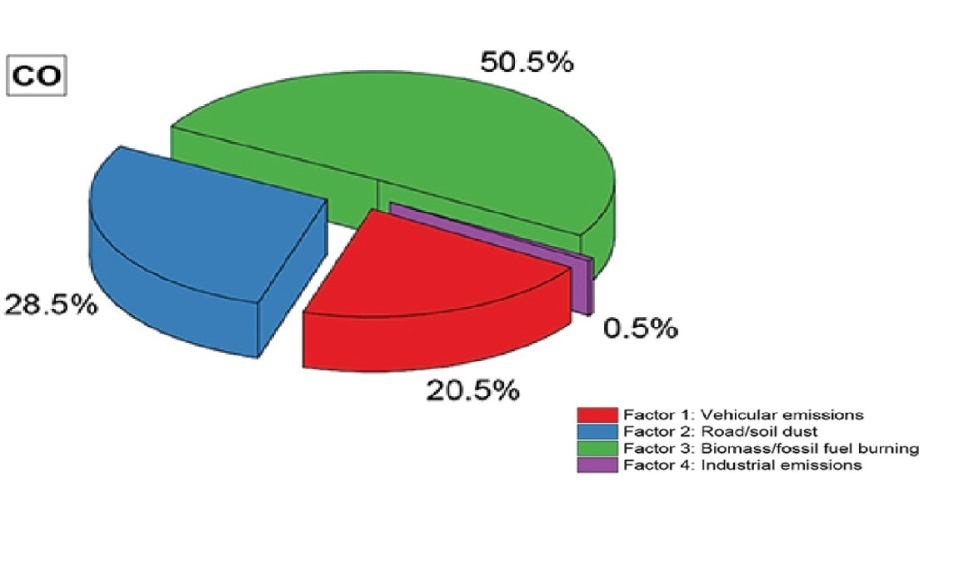 50.5%
CO
28.5%
0.5%
20.5%
Factor 1: Vehicular emissions
Factor 2: Road/soil dust
Factor 3: Biomass/fossil fuel burning
Factor 4: Industrial emissions